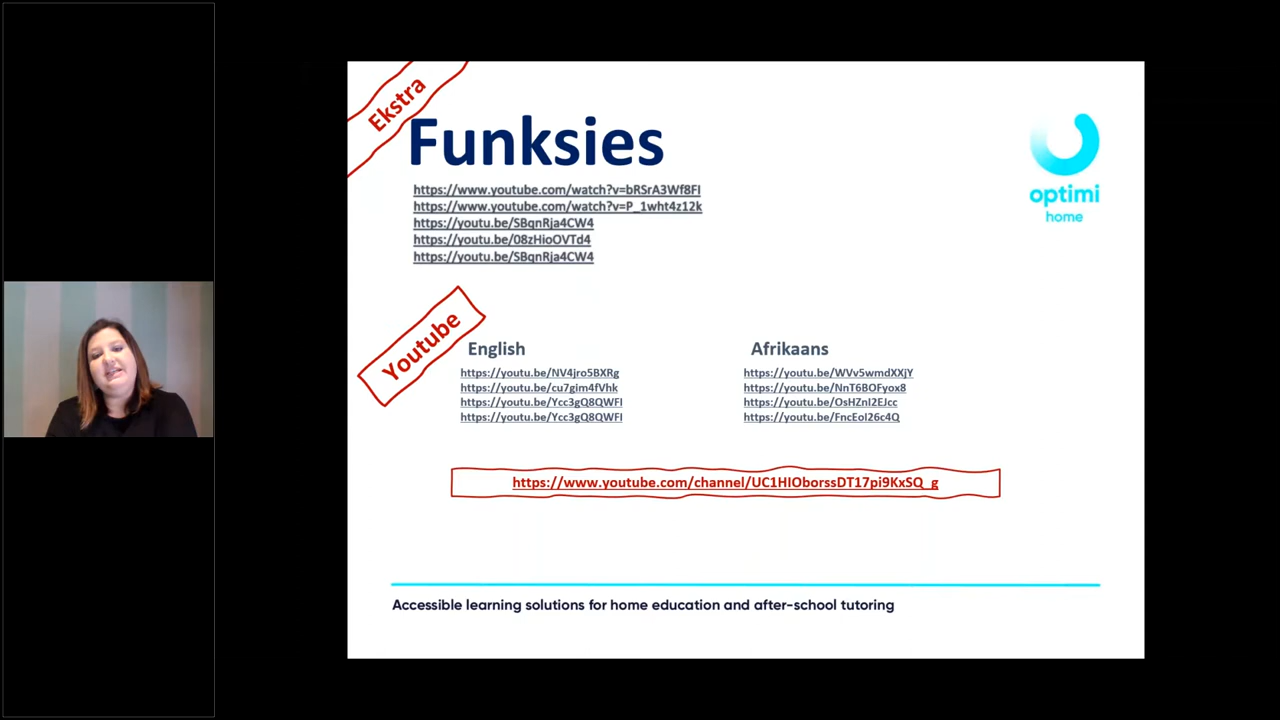 Ekstra
Funksies
https://www.youtube.com/watch?v=bRSrA3Wf8FI
https://www.youtube.com/watch?v=P_1wht4z12k
https://youtu.be/SBqnRja4CW4
https://youtu.be/08zHioOVTd4
https://youtu.be/SBqnRja4CW4
optimi
home
Youtube
English
https://youtu.be/NV4jro5BXRg
https://youtu.be/cu7gim4fVhk
https://youtu.be/Ycc3gQ8QWFI
https://youtu.be/Ycc3gQ8QWFI
Afrikaans
https://youtu.be/WVv5wmdXXjY
https://youtu.be/NnT6BOFyox8
https://youtu.be/OsHZnI2EJcc
https://youtu.be/FncEoI26c4Q
https://www.youtube.com/channel/UC1HIOborssDT17pi9KxSQ_g
Accessible learning solutions for home education and after-school tutoring